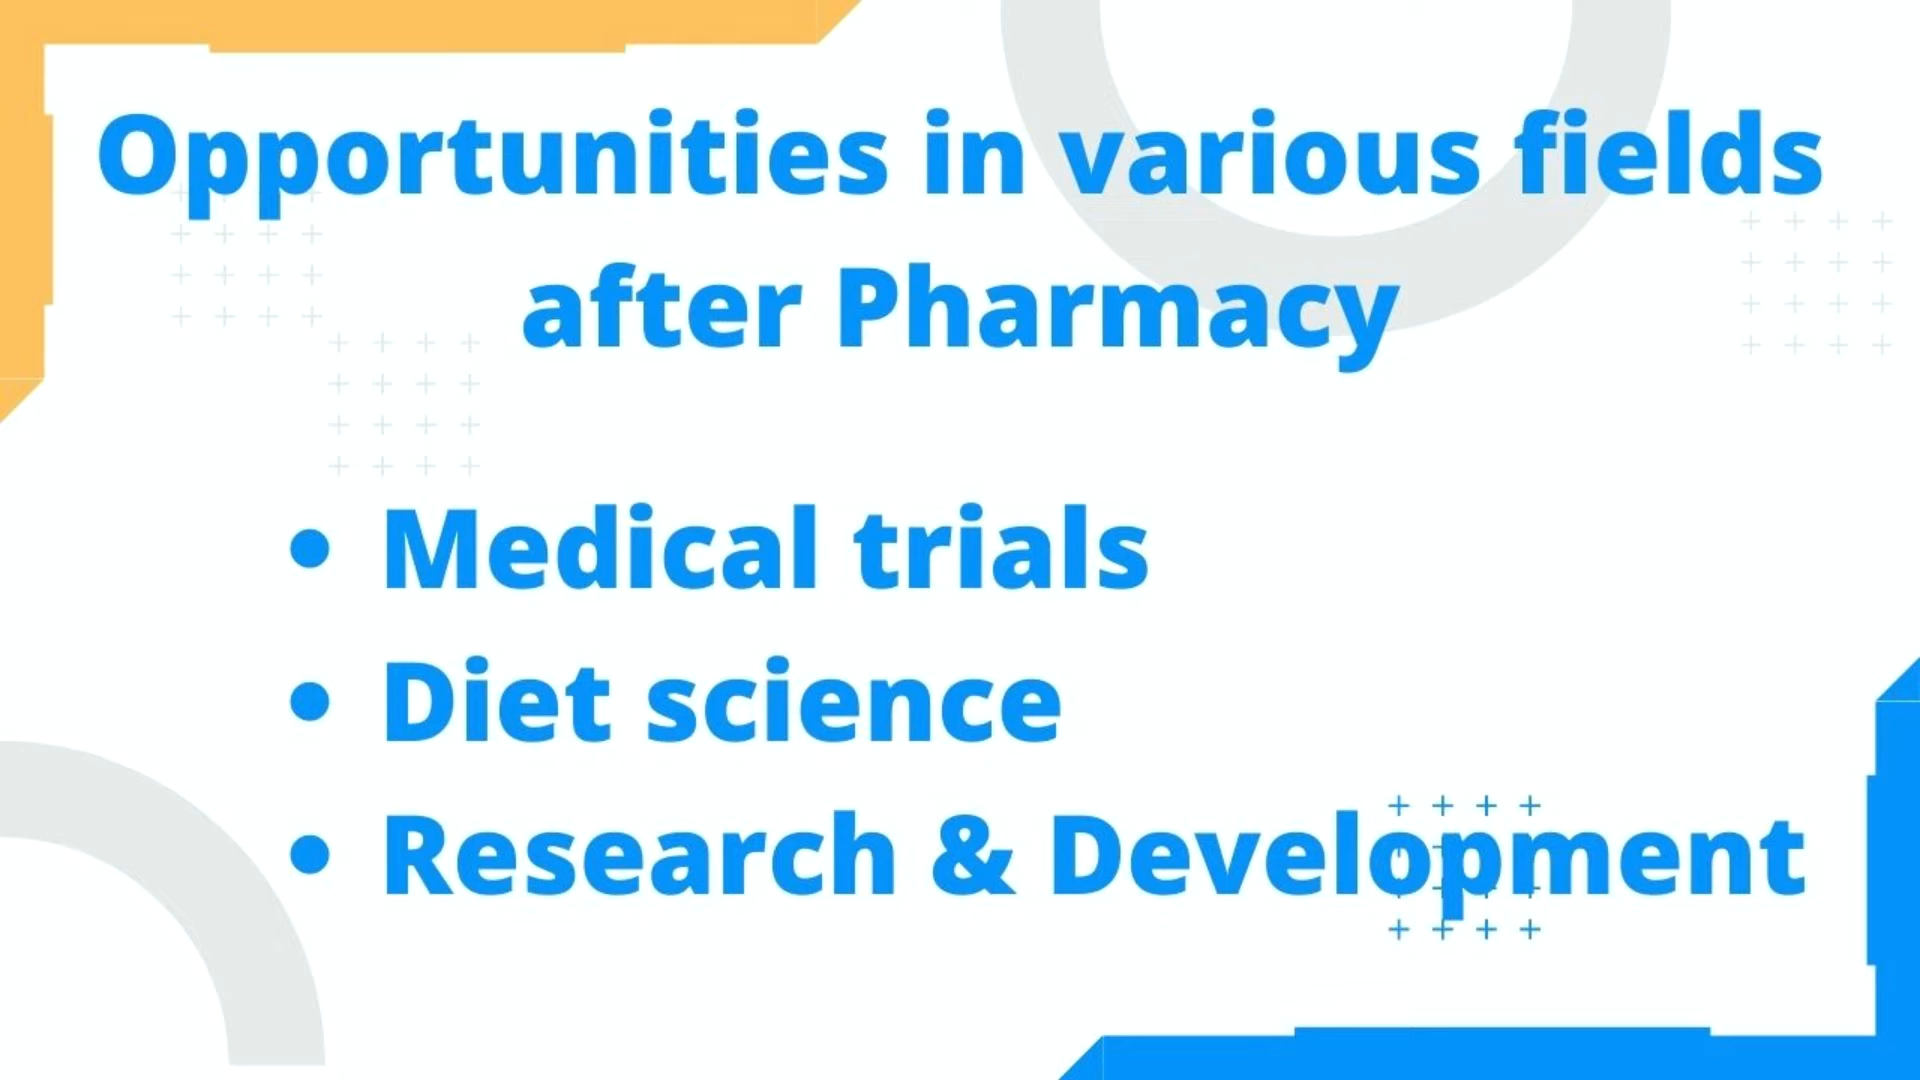 Opportunities in various fields
after Pharmacy
• Medical trials
• Diet science
• Research & Development